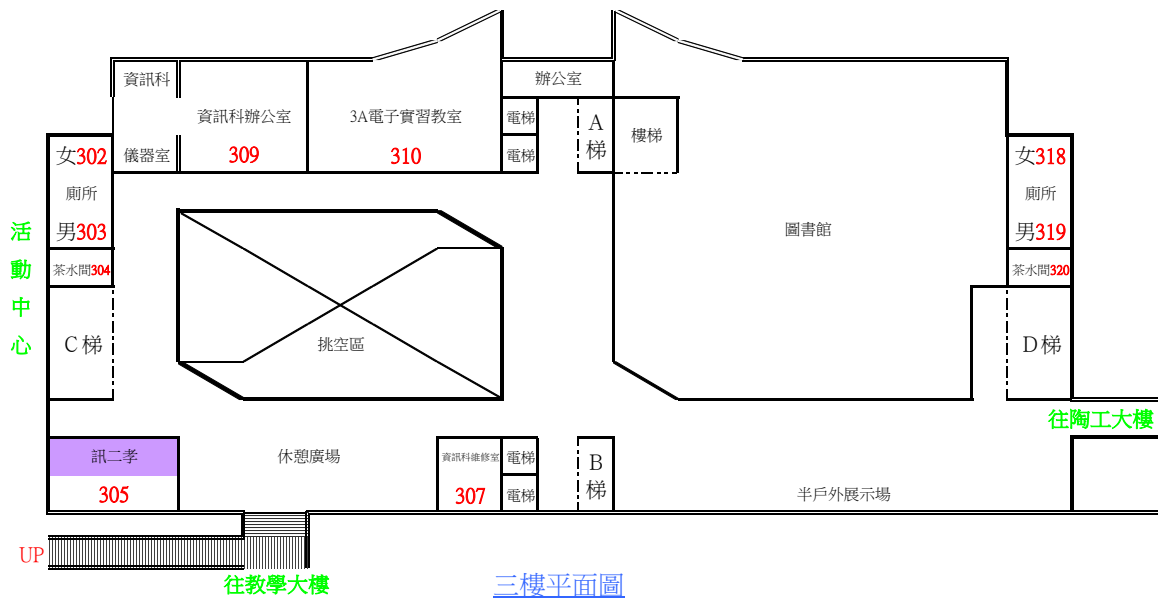 辦公室
資訊科
資訊科辦公室
3A電子實習教室
電梯
A
梯
樓梯
儀器室
309
310
電梯
女302
廁所
男303
茶水間304
女318
廁所
男319
茶水間320
圖書館
活
動
中
心
C梯
挑空區
D梯
往陶工大樓
訊二孝
305
休憩廣場
資訊科維修室
307
電梯
電梯
B
梯
半戶外展示場
UP
往教學大樓
三樓平面圖